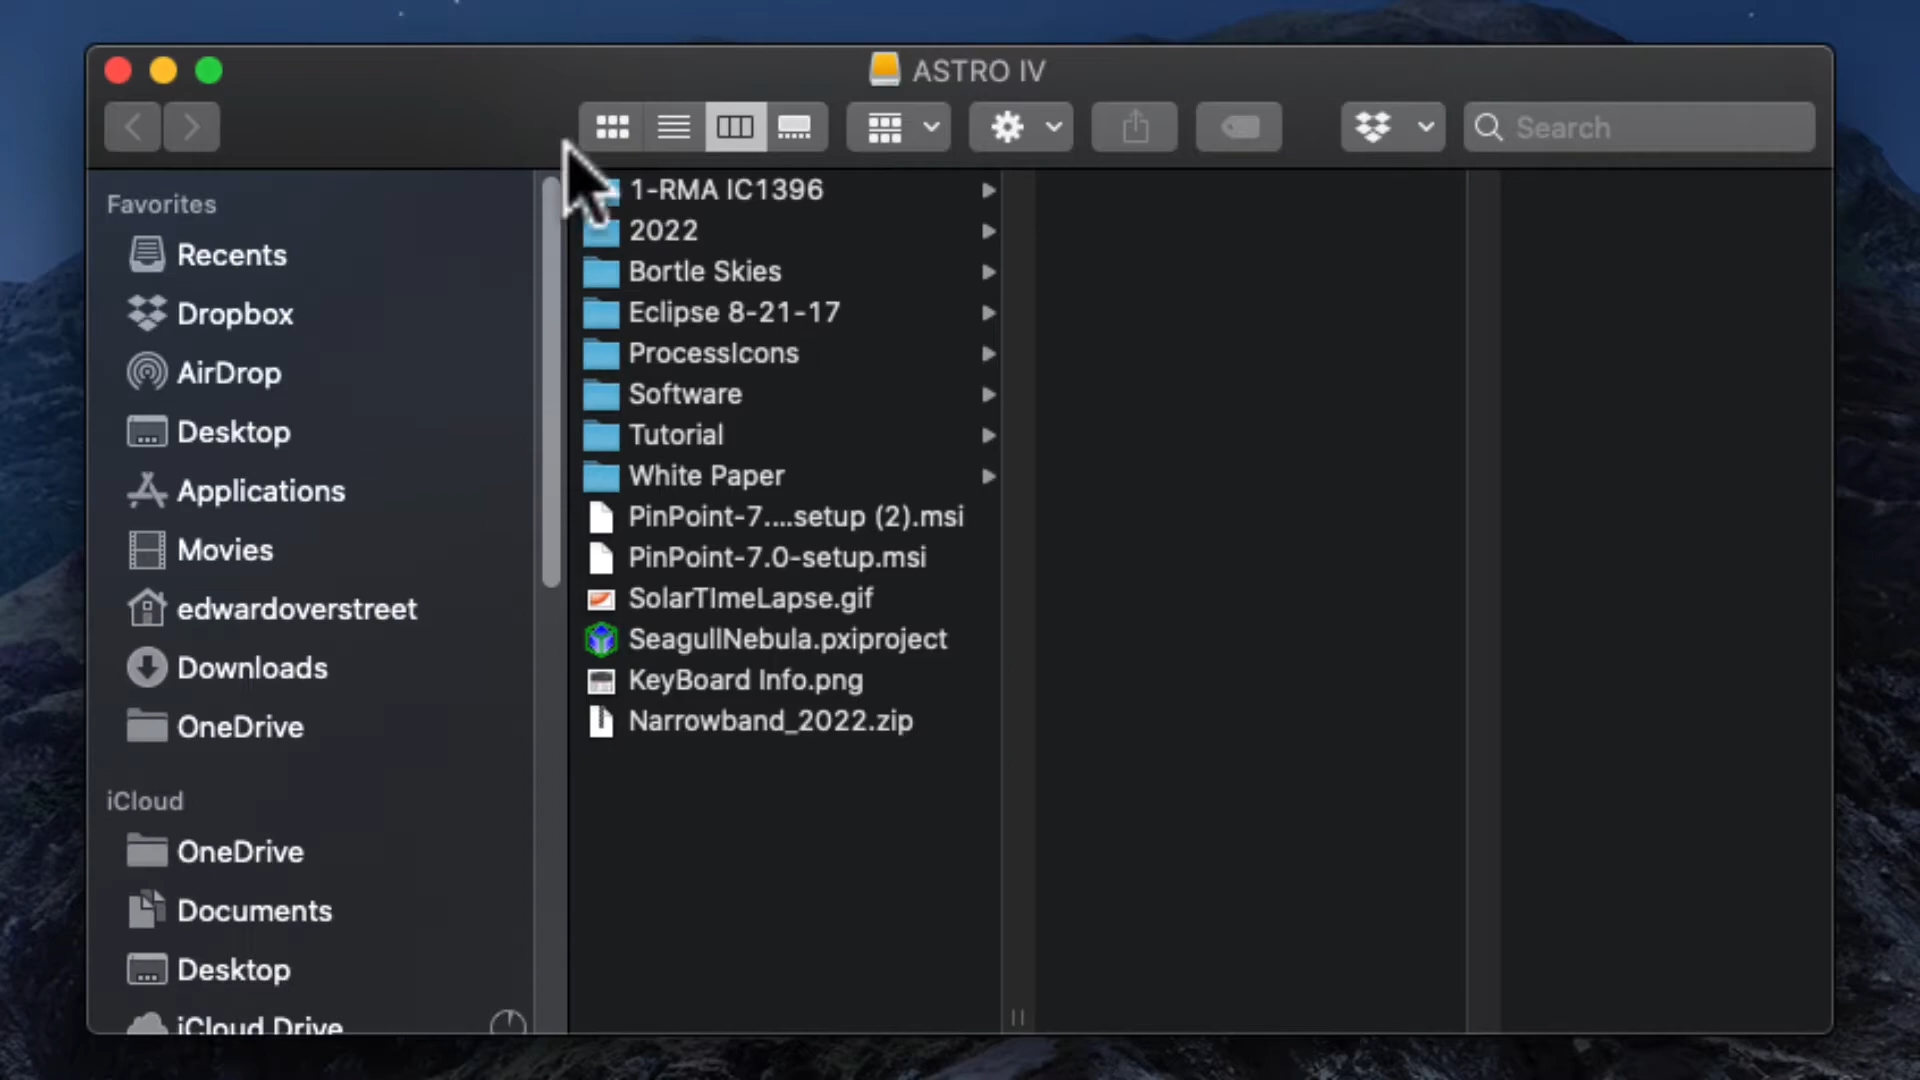 ASTRO IV
Search
Favorites
Recents
Dropbox
AirDrop
Desktop
Applications
Movies
edwardoverstreet
Downloads
OneDrive
iCloud
OneDrive
Documents
Desktop
iCloud Drive
1-RMA IC1396
2022
Bortle Skies
Eclipse 8-21-17
ProcessIcons
Software
Tutorial
White Paper
PinPoint-7....setup (2).msi
PinPoint-7.0-setup.msi
SolarTImeLapse.gif
SeagullNebula.pxiproject
KeyBoard Info.png
Narrowband_2022.zip